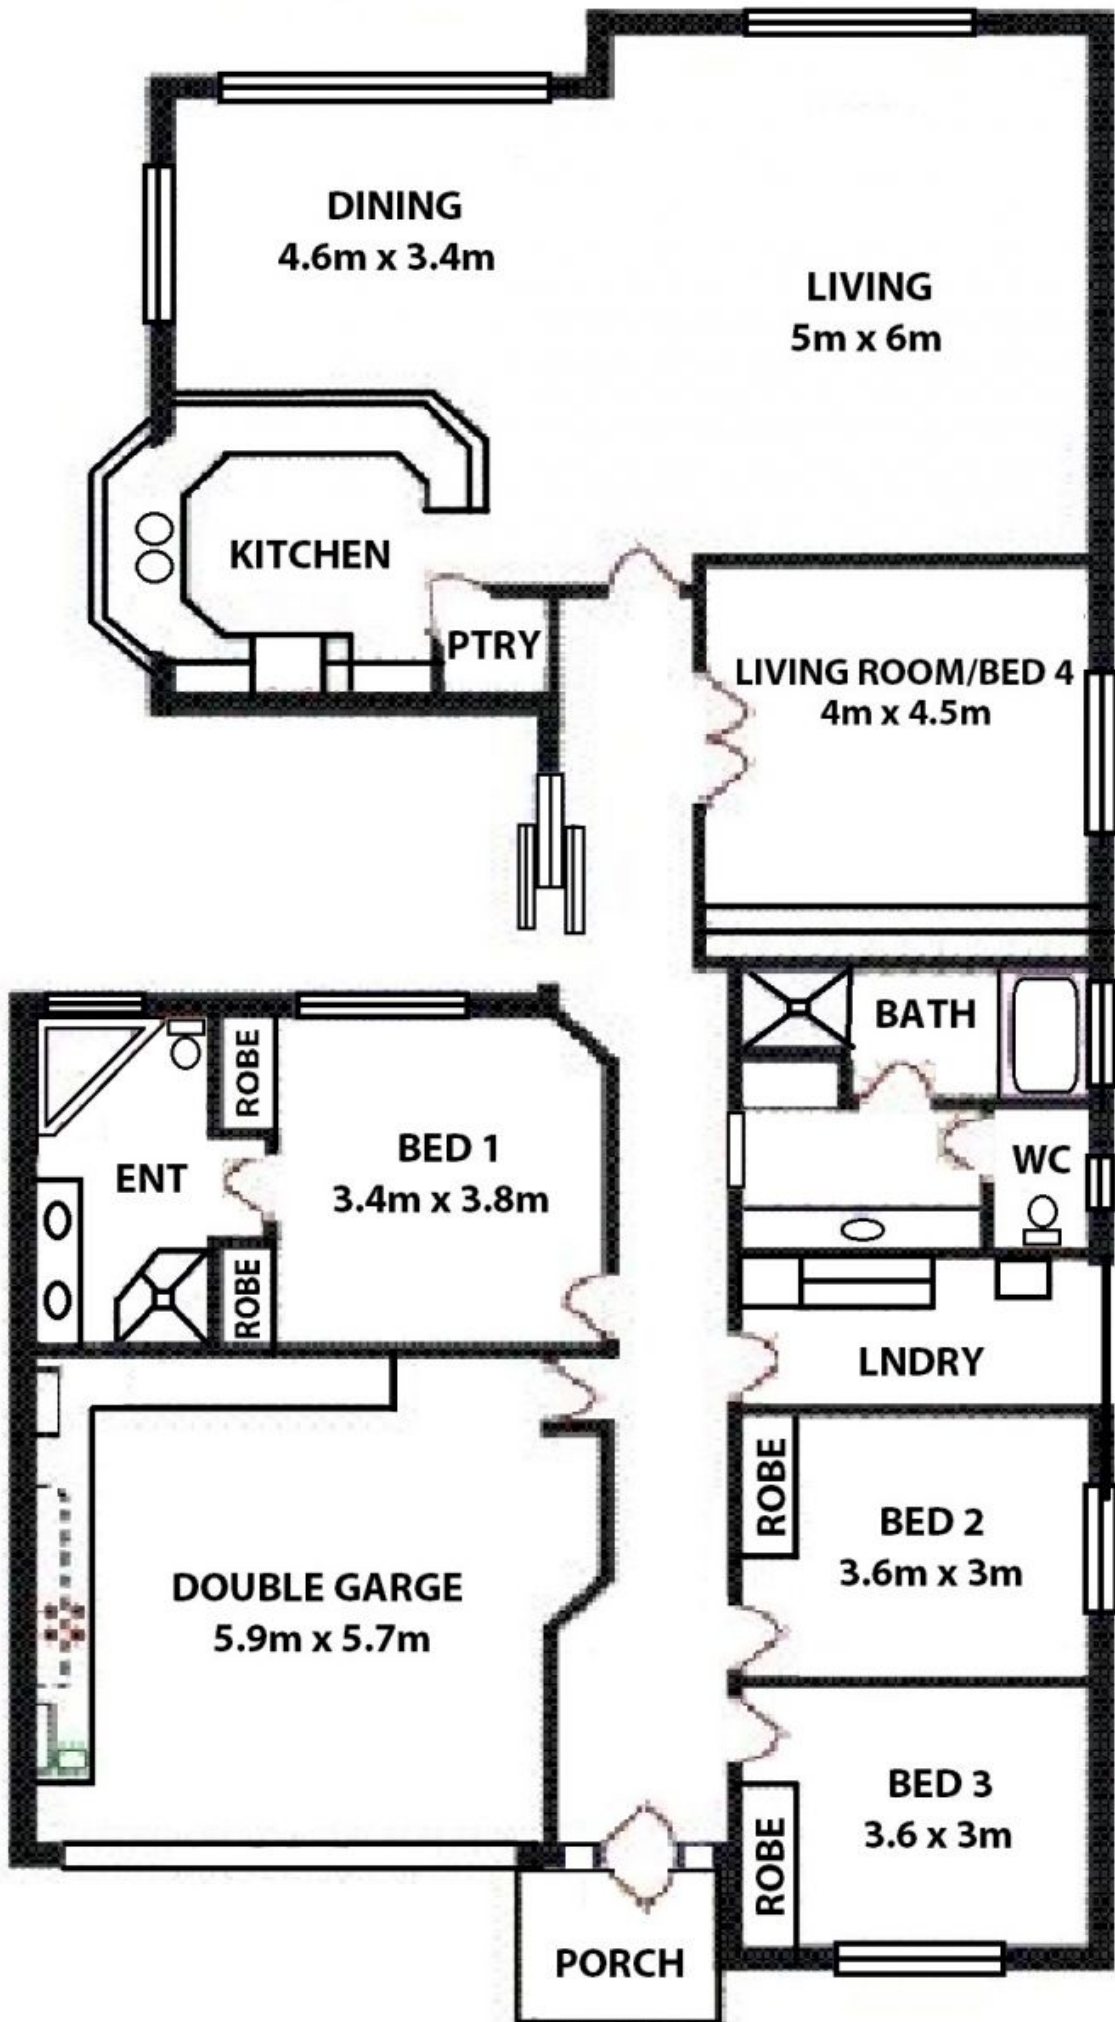 DINING
4.6m x 3.4m
LIVING
5m x 6m
KITCHEN
PTRY
LIVING ROOM/BED 4
4m x 4.5m
BATH
ROBE
BED 1
3.4m x 3.8m
ENT
WC
ROBE
LNDRY
ROBE
BED 2
3.6m x 3m
DOUBLE GARGE
5.9m x 5.7m
BED 3
3.6 x 3m
ROBE
PORCH